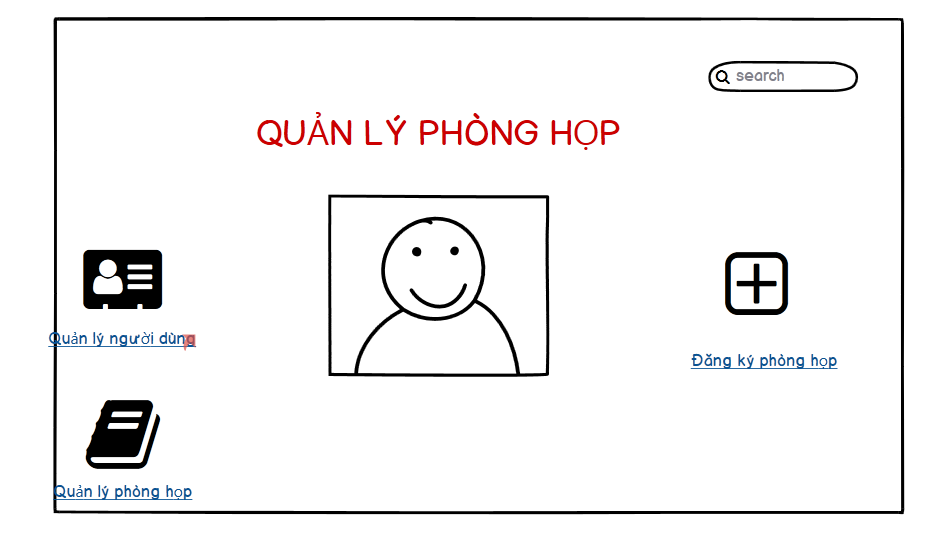 search
QUẢN LÝ PHÒNG HỌP
Quản lý người dùng
Đăng ký phòng họp
Quản lý phòng họp